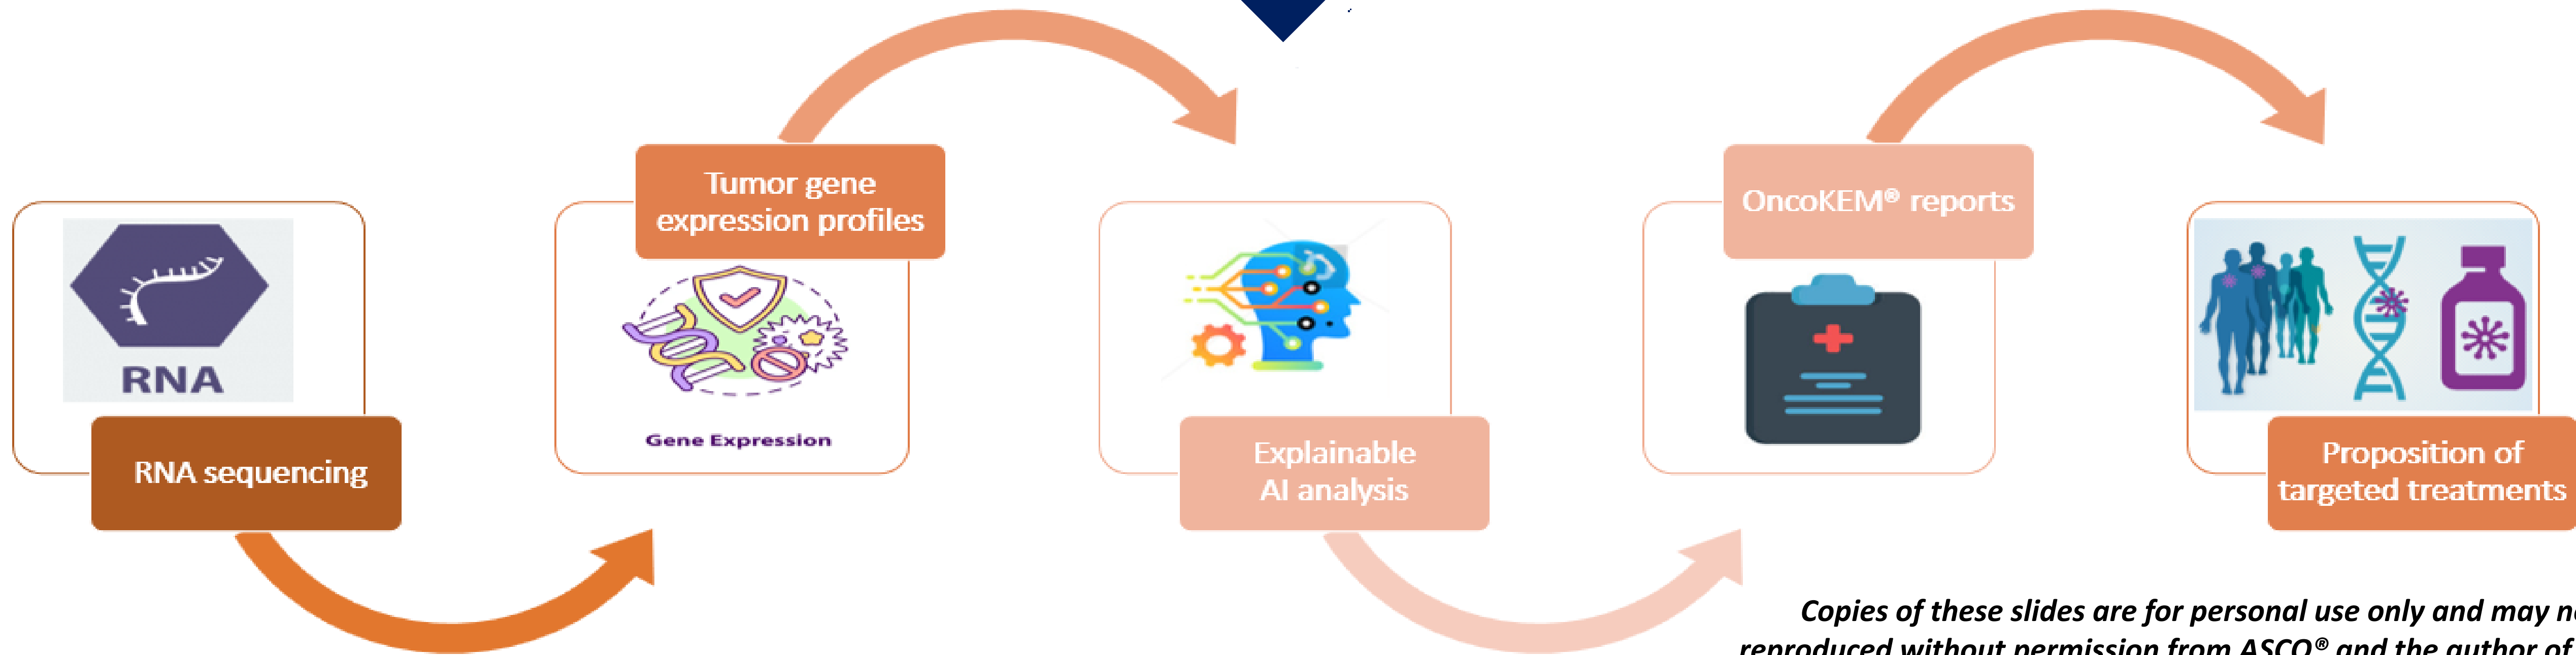 RNA
RNA sequencing
Tumor gene
expression profiles
Gene Expression
Explainable
AI analysis
OncoKEM® reports
Proposition of
targeted treatments
Copies of these slides are for personal use only and may
reproduced without permission from ASCO® and the author of